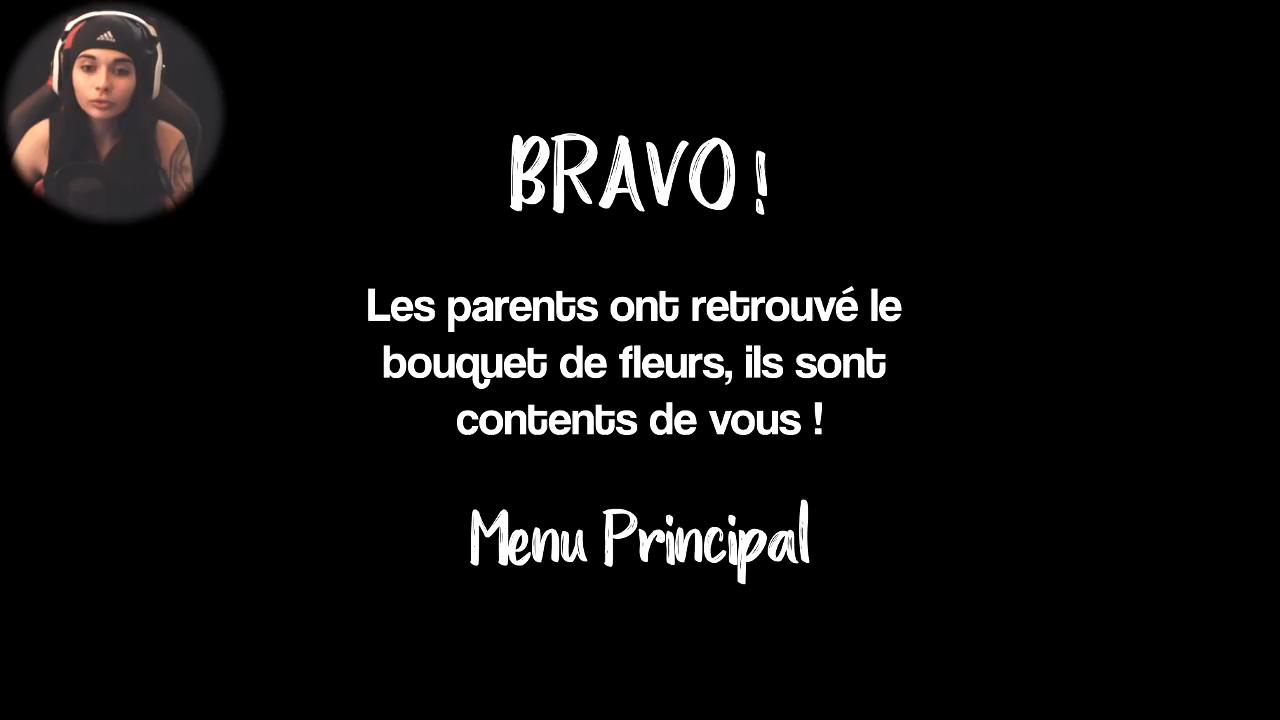 BRAVO !
Les parents ont retrouvé le
bouquet de fleurs, ils sont
contents de vous !
Menu Principal